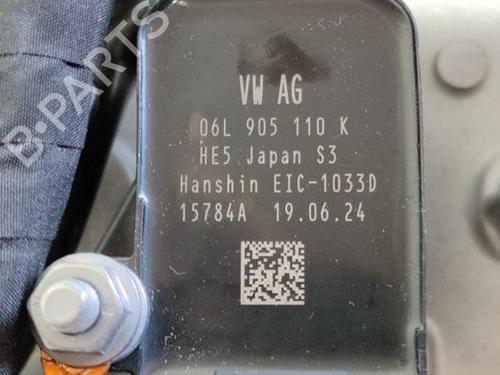 VW AG
06L 905 110 K
HE5 Japan S3
Hanshin EIC-1033D
15784A 19.06.24
B-PARTS